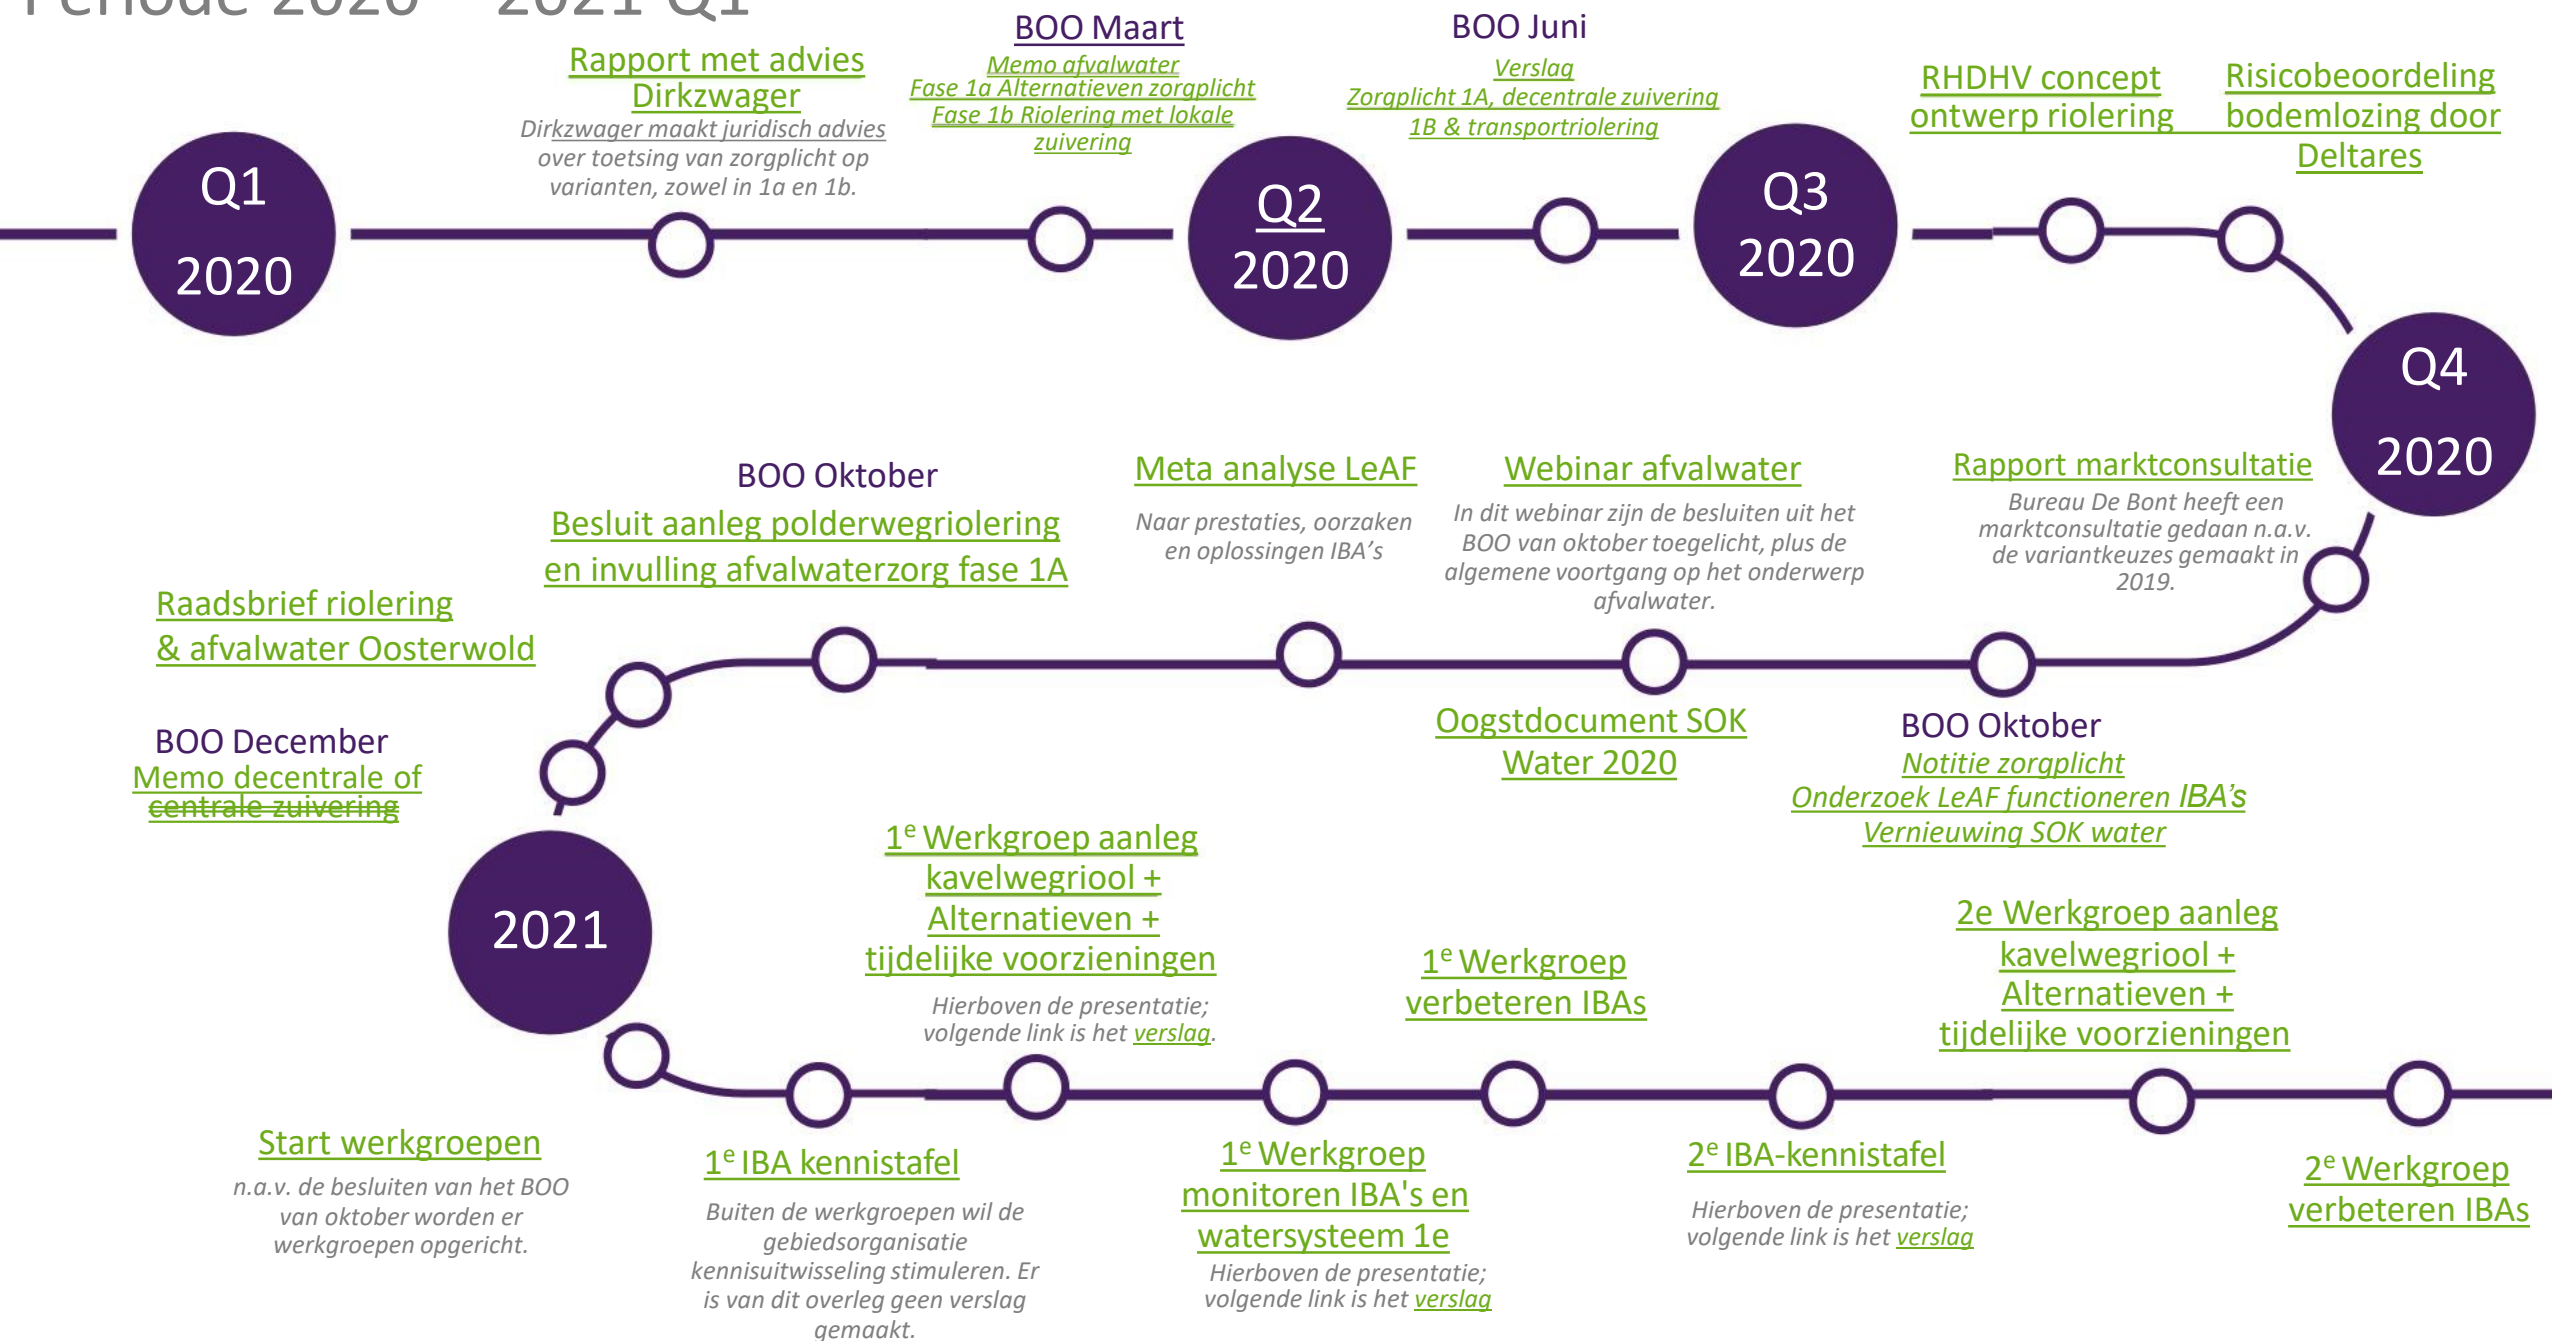 Periode 2020 – 2021 Q1
Q1
2020
Rapport met advies
Dirkzwager
Dirkzwager maakt juridisch advies
over toetsing van zorgplicht op
varianten, zowel in 1a en 1b.
BOO Maart
Memo afvalwater
Fase 1a Alternatieven zorgplicht
Fase 1b Riolering met lokale
zuivering
Q2
2020
BOO Juni
Verslag
Zorgplicht 1A, decentrale zuivering
1B & transportriolering
Q3
2020
RHDHV concept
ontwerp riolering
Risicobeoordeling
bodemlozing door
Deltares
Q4
2020
Rapport marktconsultatie
Bureau De Bont heeft een
marktconsultatie gedaan n.a.v.
de variantkeuzes gemaakt in
2019.
BOO Oktober
Notitie zorgplicht
Onderzoek LeAF functioneren IBA’s
Vernieuwing SOK water
Webinar afvalwater
In dit webinar zijn de besluiten uit het
BOO van oktober toegelicht, plus de
algemene voortgang op het onderwerp
afvalwater.
Oogstdocument SOK
Water 2020
Meta analyse LeAF
Naar prestaties, oorzaken
en oplossingen IBA’s
BOO Oktober
Besluit aanleg polderwegriolering
en invulling afvalwaterzorg fase 1A
Raadsbrief riolering
& afvalwater Oosterwold
BOO December
Memo decentrale of
centrale zuivering
2021
Start werkgroepen
n.a.v. de besluiten van het BOO
van oktober worden er
werkgroepen opgericht.
1e IBA kennistafel
Buiten de werkgroepen wil de
gebiedsorganisatie
kennisuitwisseling stimuleren. Er
is van dit overleg geen verslag
gemaakt.
1e Werkgroep aanleg
kavelwegriool +
Alternatieven +
tijdelijke voorzieningen
Hierboven de presentatie;
volgende link is het verslag.
1e Werkgroep
monitoren IBA's en
watersysteem 1e
Hierboven de presentatie;
volgende link is het verslag
1e Werkgroep
verbeteren IBAs
2e IBA-kennistafel
Hierboven de presentatie;
volgende link is het verslag
2e Werkgroep aanleg
kavelwegriool +
Alternatieven +
tijdelijke voorzieningen
2e Werkgroep
verbeteren IBAs